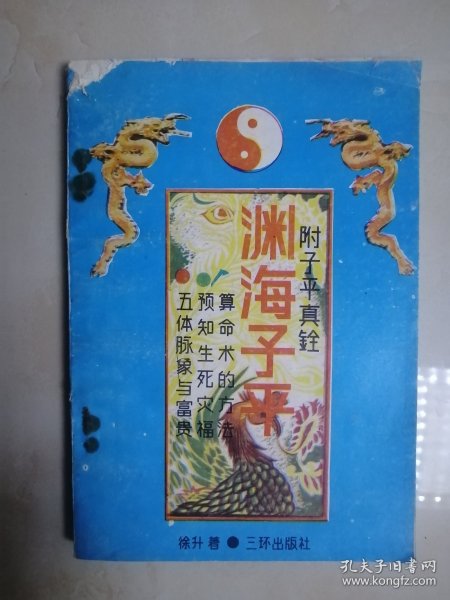 附子平真銓
渊海子平
算命术的方法
预知生死灾福
五体脉象与富贵
徐升著●三环出版社
孔夫子旧书网
www.kongfz.com